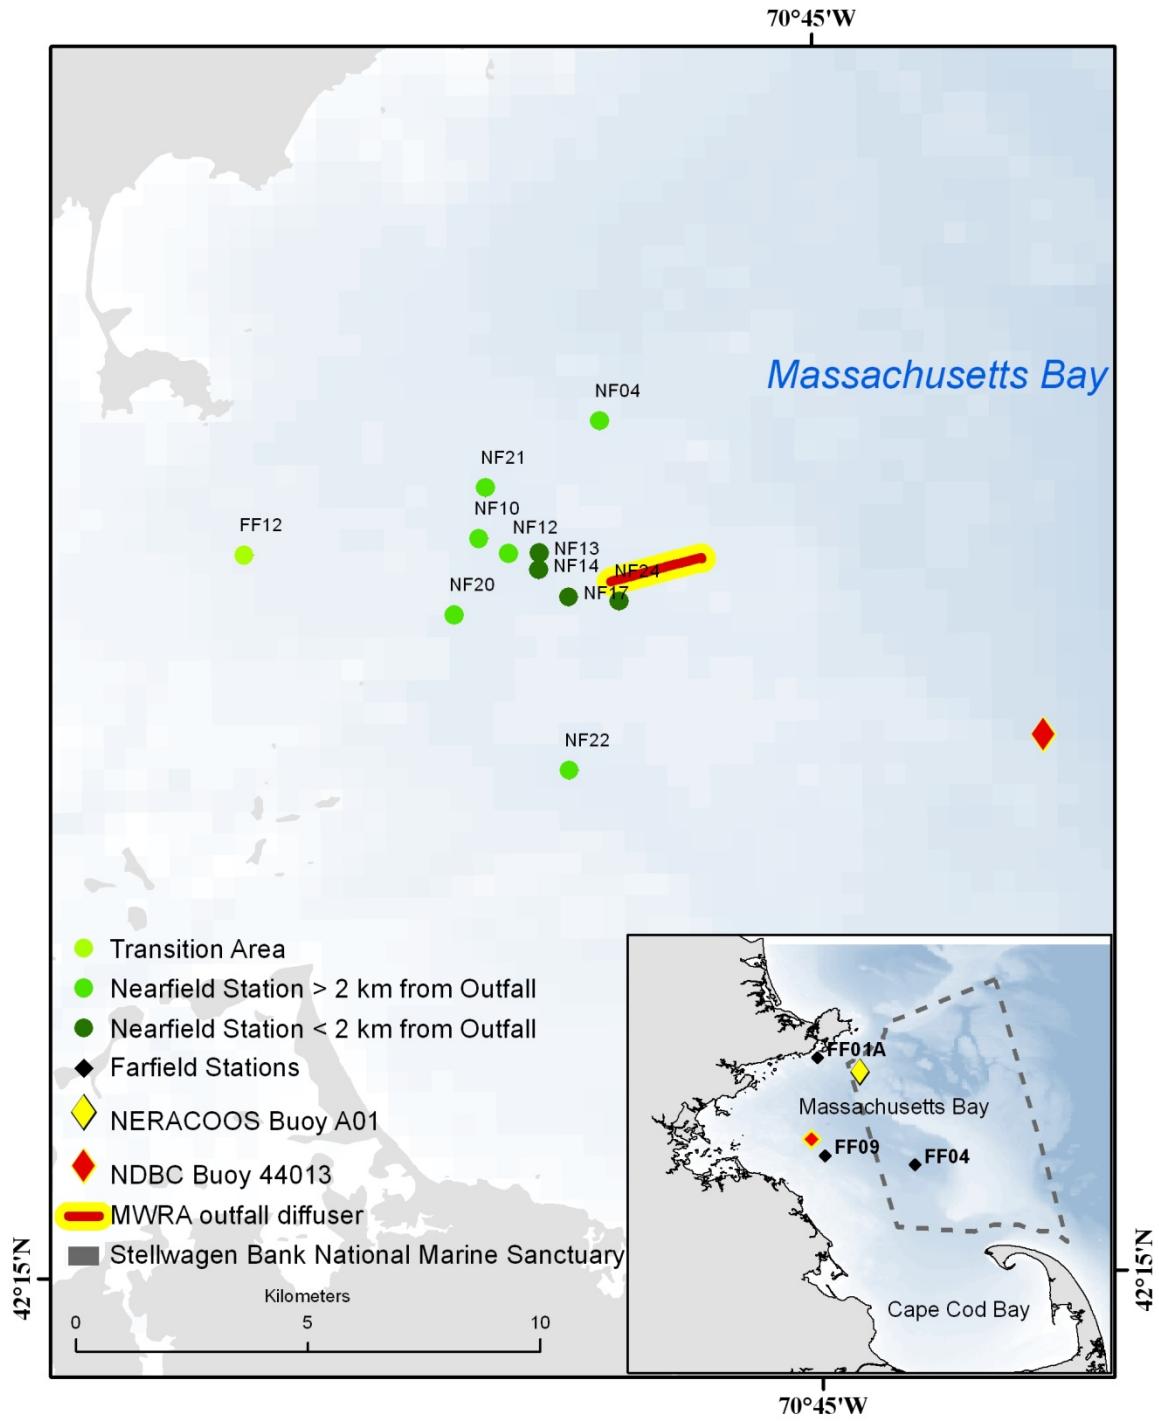 70°45'W
Massachusetts Bay
NF04
NF21
NF10
FF12
NF12
NF13
NF14
NF24
NF20
NF17
NF22
Transition Area
Nearfield Station > 2 km from Outfall
Nearfield Station < 2 km from Outfall
Farfield Stations
NERACOOS Buoy A01
NDBC Buoy 44013
MWRA outfall diffuser
Stellwagen Bank National Marine Sanctuary
Kilometers
0 5 10
FF01A
Massachusetts Bay
FF09
FF04
Cape Cod Bay
42°15'N
42°15'N
70°45'W